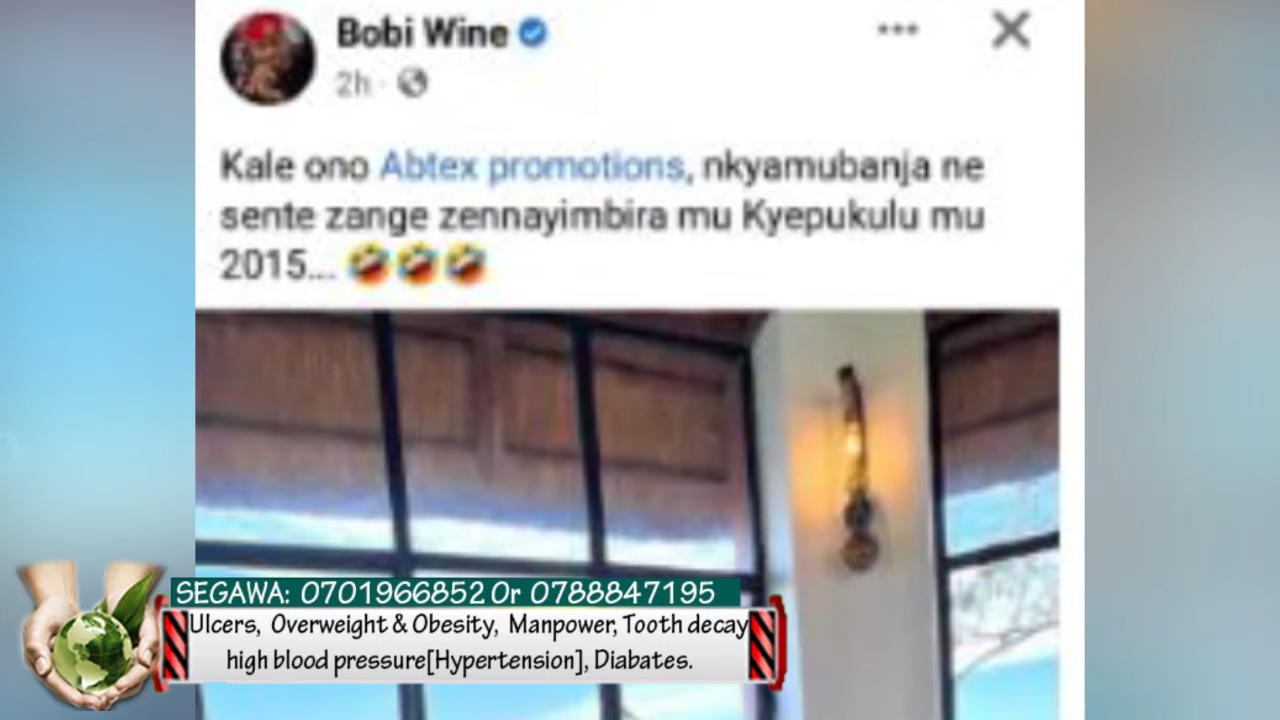 Bobi Wine
2h
Kale ono Abtex promotions, nkyamubanja ne
sente zange zennayimbira mu Kyepukulu mu
2015... 🤣🤣🤣
SEGAWA: 0701966852 Or 0788847195
Ulcers, Overweight & Obesity, Manpower, Tooth decay
high blood pressure[Hypertension], Diabates.